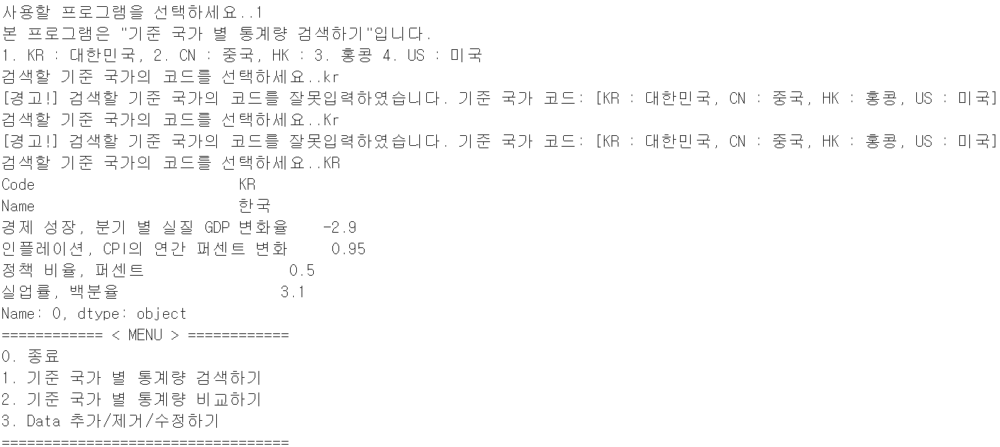 사용할 프로그램을 선택하세요..1
본 프로그램은 "기준 국가 별 통계량 검색하기"입니다.
1. KR : 대한민국, 2. CN : 중국, HK : 3. 홍콩 4. US : 미국
검색할 기준 국가의 코드를 선택하세요..kr
[경고!] 검색할 기준 국가의 코드를 잘못입력하였습니다. 기준 국가 코드: [KR : 대한민국, CN : 중국, HK : 홍콩, US : 미국]
검색할 기준 국가의 코드를 선택하세요..Kr
[경고!] 검색할 기준 국가의 코드를 잘못입력하였습니다. 기준 국가 코드: [KR : 대한민국, CN : 중국, HK : 홍콩, US : 미국]
검색할 기준 국가의 코드를 선택하세요..KR
Code                        KR
Name                        한국
경제 성장, 분기 별 실질 GDP 변화율    -2.9
인플레이션, CPI의 연간 퍼센트 변화     0.95
정책 비율, 퍼센트                 0.5
실업률, 백분율                   3.1
Name: 0, dtype: object
============ < MENU > ============
0. 종료
1. 기준 국가 별 통계량 검색하기
2. 기준 국가 별 통계량 비교하기
3. Data 추가/제거/수정하기
==================================